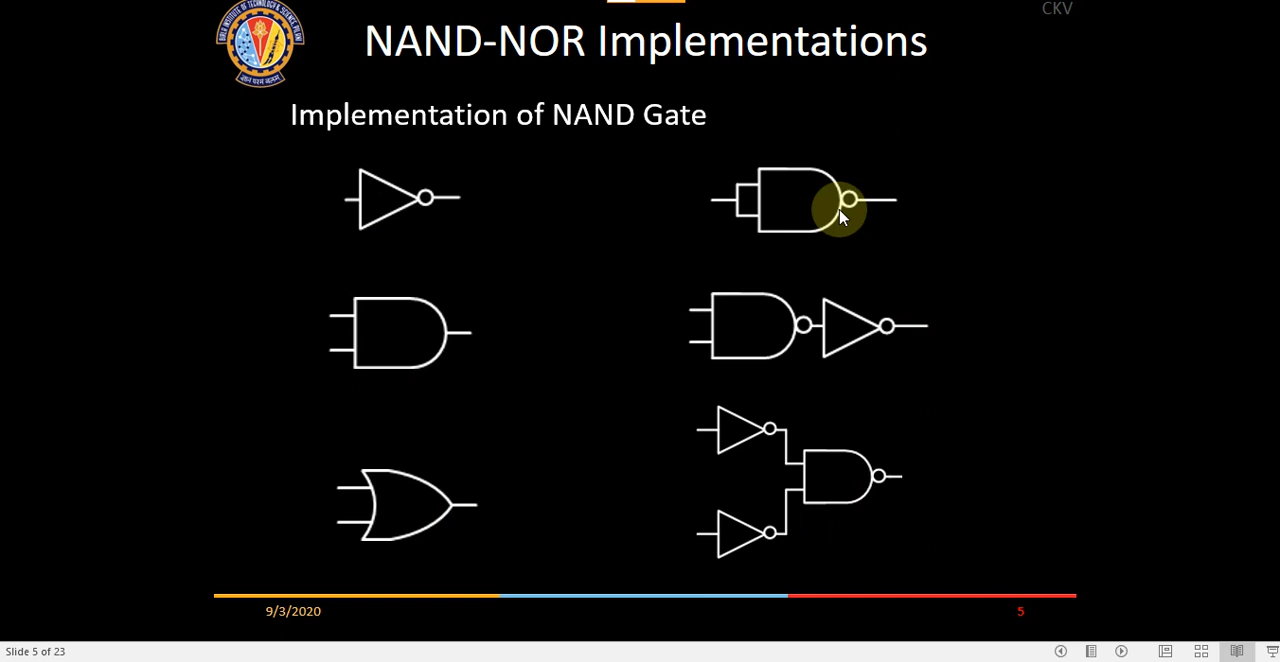 CKV
NAND-NOR Implementations
Implementation of NAND Gate
9/3/2020
5
Slide 5 of 23